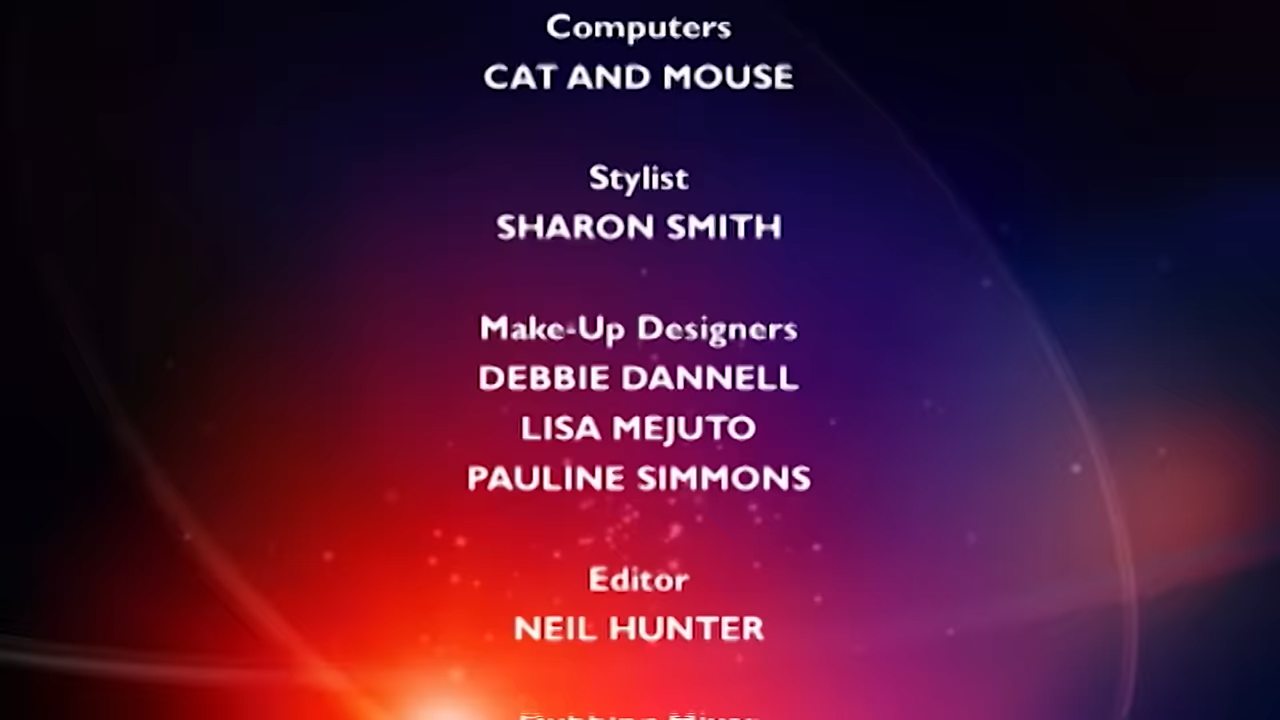 Computers
CAT AND MOUSE
Stylist
SHARON SMITH
Make-Up Designers
DEBBIE DANNELL
LISA MEJUTO
PAULINE SIMMONS
Editor
NEIL HUNTER